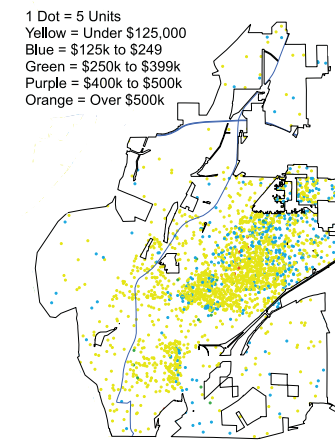 1 Dot = 5 Units
Yellow = Under $125,000
Blue = $125k to $249
Green = $250k to $399k
Purple = $400k to $500k
Orange = Over $500k